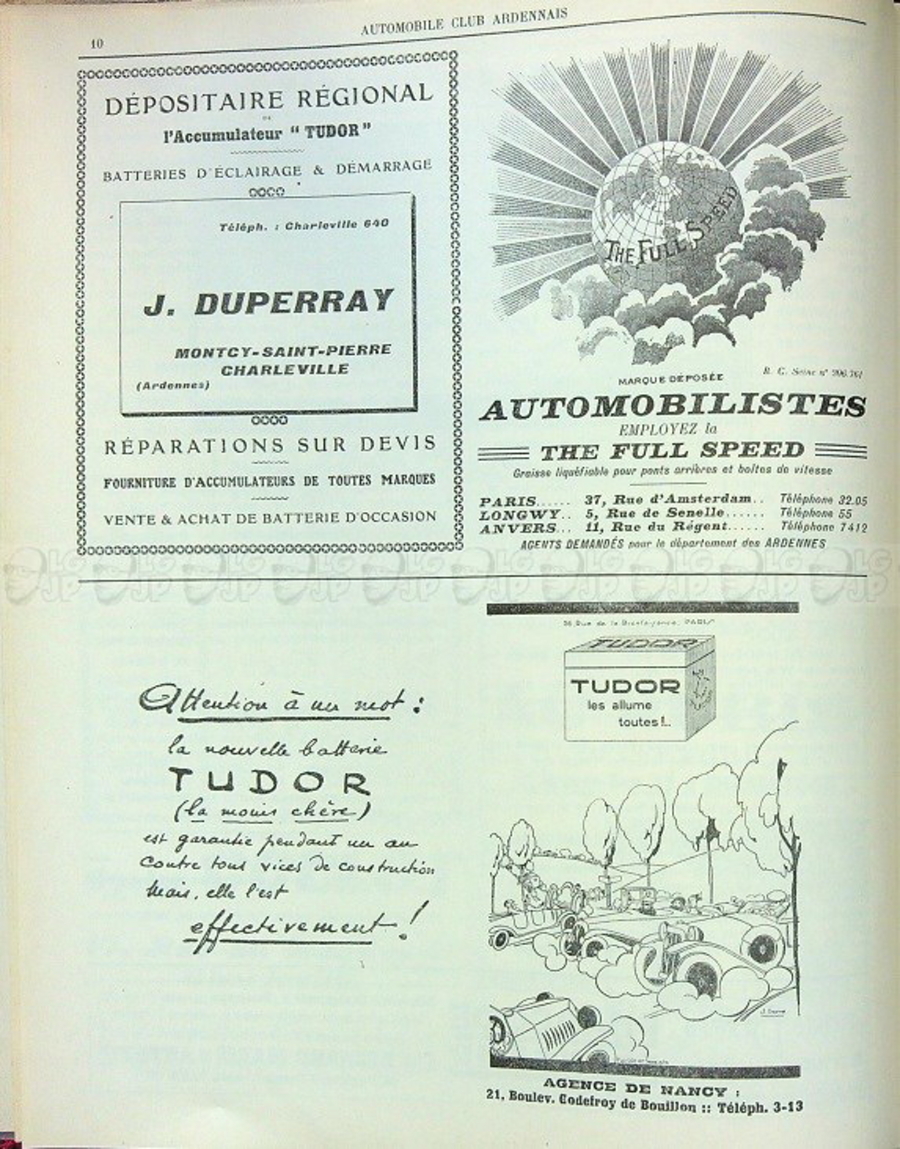 10
AUTOMOBILE CLUB ARDENNAIS
DÉPOSITAIRE RÉGIONAL
DE
l'Accumulateur "TUDOR"
BATTERIES D'ÉCLAIRAGE & DÉMARRAGE
Téléph. : Charleville 640
J. DUPERRAY
MONTCY-SAINT-PIERRE
CHARLEVILLE
(Ardennes)
RÉPARATIONS SUR DEVIS
FOURNITURE D'ACCUMULATEURS DE TOUTES MARQUES
VENTE & ACHAT DE BATTERIE D'OCCASION
THE FULL SPEED
MARQUE DÉPOSÉE
R. C. Seine n°
AUTOMOBILISTES
EMPLOYEZ la
THE FULL SPEED
Graisse liquéfiable pour ponts arrières et boîtes de vitesse
PARIS...... 37, Rue d'Amsterdam.. Téléphone 32.05
LONGWY.. 5, Rue de Senelle...... Téléphone 55
ANVERS... 11, Rue du Régent...... Téléphone 7412
AGENTS DEMANDÉS pour le département des ARDENNES
Attention à un mot :
la nouvelle batterie
TUDOR
(la moins chère)
est garantie pendant un an
contre tous vices de construction
Mais, elle l'est
effectivement !
Rue de la PARIS
TUDOR
TUDOR
les allume
toutes !..
AGENCE DE NANCY :
21, Boulev. Godefroy de Bouillon :: Téléph. 3-13